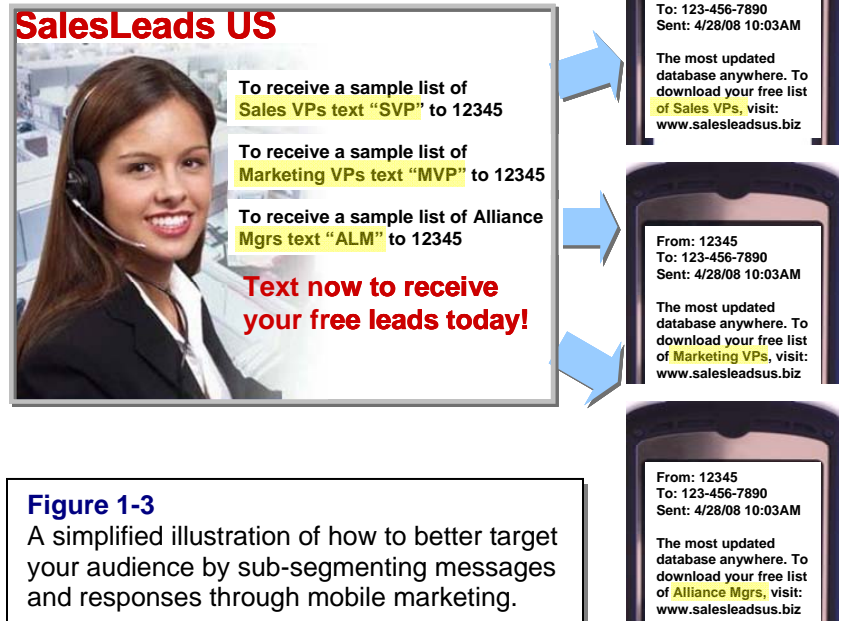 SalesLeads US
To receive a sample list of
Sales VPs text “SVP” to 12345
To receive a sample list of
Marketing VPs text “MVP” to 12345
To receive a sample list of Alliance
Mgrs text “ALM” to 12345
Text now to receive
your free leads today!
To: 123-456-7890
Sent: 4/28/08 10:03AM
The most updated
database anywhere. To
download your free list
of Sales VPs, visit:
www.salesleadsus.biz
From: 12345
To: 123-456-7890
Sent: 4/28/08 10:03AM
The most updated
database anywhere. To
download your free list
of Marketing VPs, visit:
www.salesleadsus.biz
From: 12345
To: 123-456-7890
Sent: 4/28/08 10:03AM
The most updated
database anywhere. To
download your free list
of Alliance Mgrs, visit:
www.salesleadsus.biz
Figure 1-3
A simplified illustration of how to better target
your audience by sub-segmenting messages
and responses through mobile marketing.